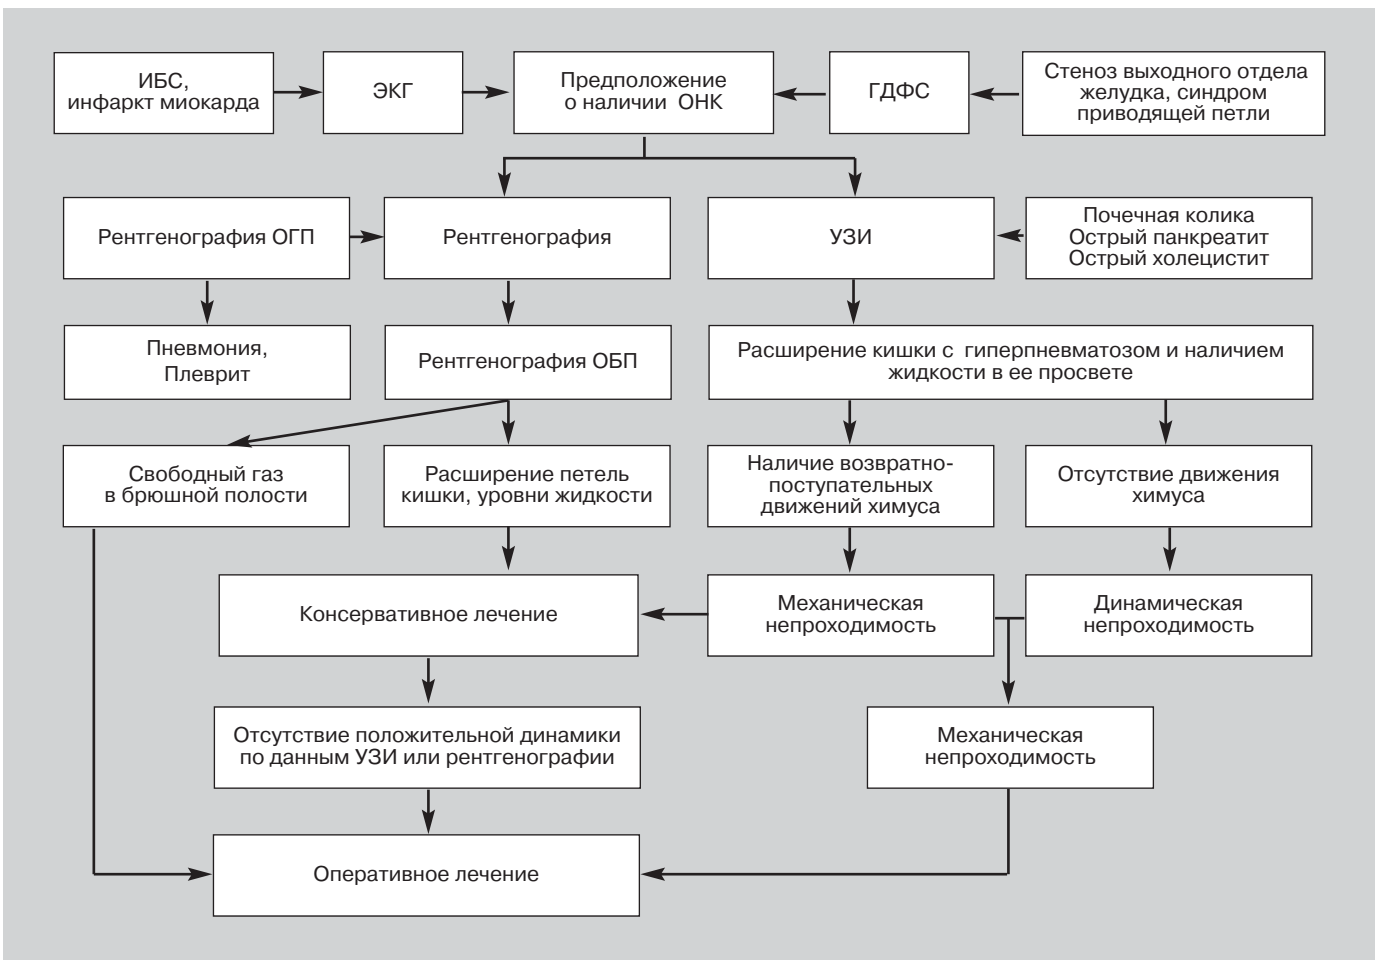 ИБС,
инфаркт миокарда
ЭКГ
Предположение
о наличии ОНК
ГДФС
Стеноз выходного отдела
желудка, синдром
приводящей петли
Рентгенография ОГП
Рентгенография
УЗИ
Почечная колика
Острый панкреатит
Острый холецистит
Пневмония,
Плеврит
Рентгенография ОБП
Расширение кишки с гиперпневматозом и наличием
жидкости в ее просвете
Свободный газ
в брюшной полости
Расширение петель
кишки, уровни жидкости
Наличие возвратно-
поступательных
движений химуса
Отсутствие движения
химуса
Консервативное лечение
Механическая
непроходимость
Динамическая
непроходимость
Отсутствие положительной динамики
по данным УЗИ или рентгенографии
Механическая
непроходимость
Оперативное лечение